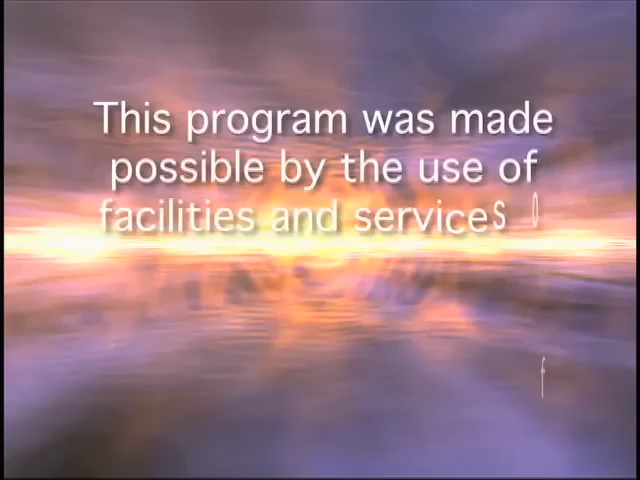 This program was made
possible by the use of
facilities and services o
f